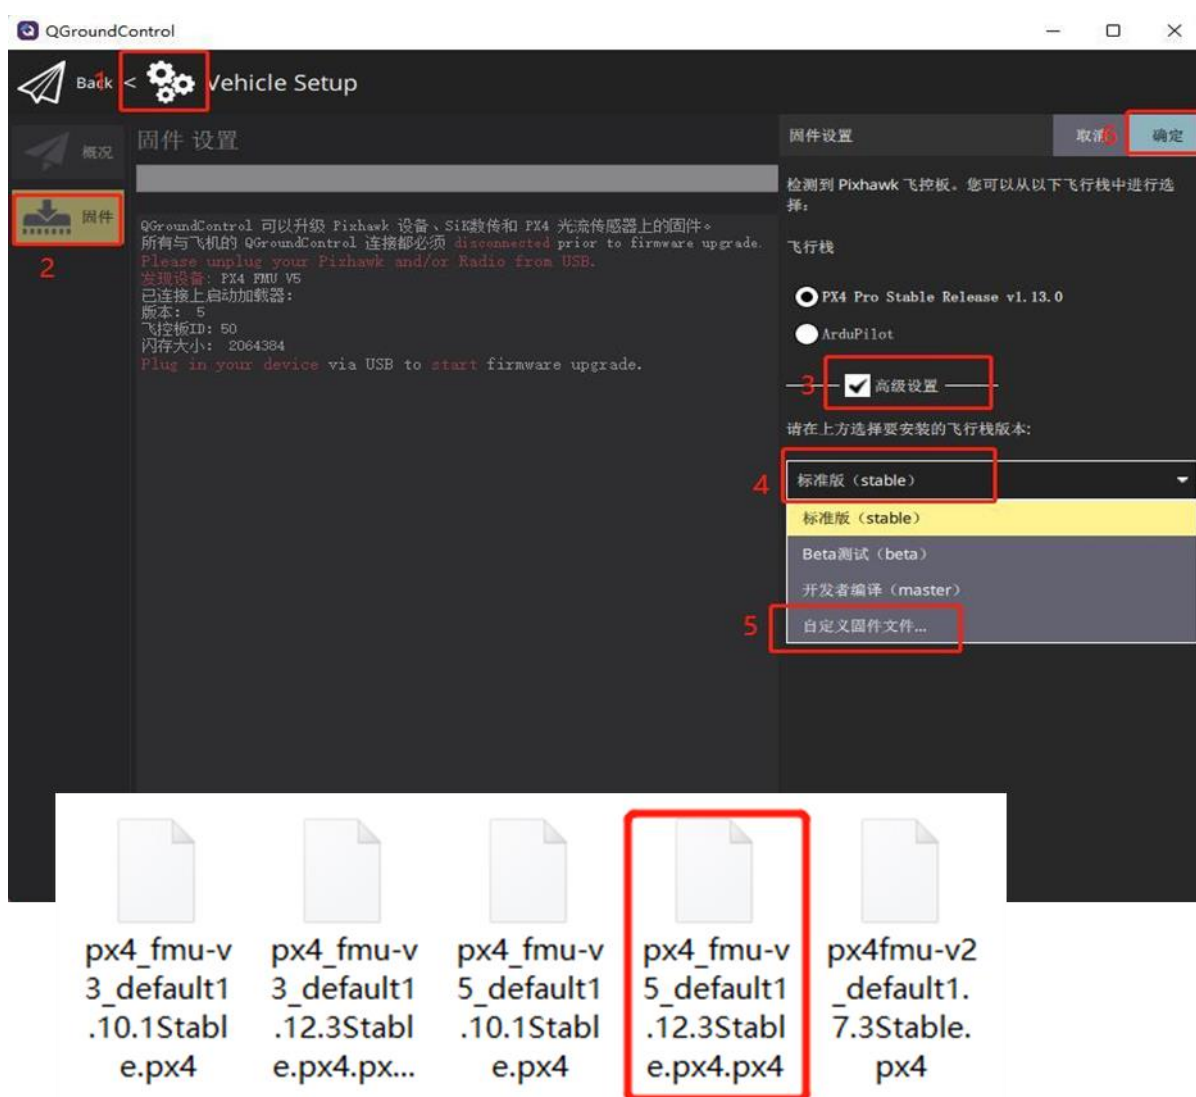 QGroundControl
Back < Vehicle Setup
1
概况
固件
2
固件 设置
QGroundControl 可以升级 Pixhawk 设备、SiK数传和 PX4 光流传感器上的固件。
所有与飞机的 QGroundControl 连接都必须 disconnected prior to firmware upgrade.
Please unplug your Pixhawk and/or Radio from USB.
发现设备: PX4 FMU V5
已连接上启动加载器:
版本: 5
飞控板ID: 50
闪存大小: 2064384
Plug in your device via USB to start firmware upgrade.
固件设置
取消
6
确定
检测到 Pixhawk 飞控板。您可以从以下飞行栈中进行选
择:
飞行栈
PX4 Pro Stable Release v1.13.0
ArduPilot
3
高级设置
请在上方选择要安装的飞行栈版本:
4
标准版（stable）
标准版（stable）
Beta测试（beta）
开发者编译（master）
5
自定义固件文件...
px4_fmu-v
3_default1
.10.1Stabl
e.px4
px4_fmu-v
3_default1
.12.3Stabl
e.px4.px...
px4_fmu-v
5_default1
.10.1Stabl
e.px4
px4_fmu-v
5_default1
.12.3Stabl
e.px4.px4
px4fmu-v2
_default1.
7.3Stable.
px4